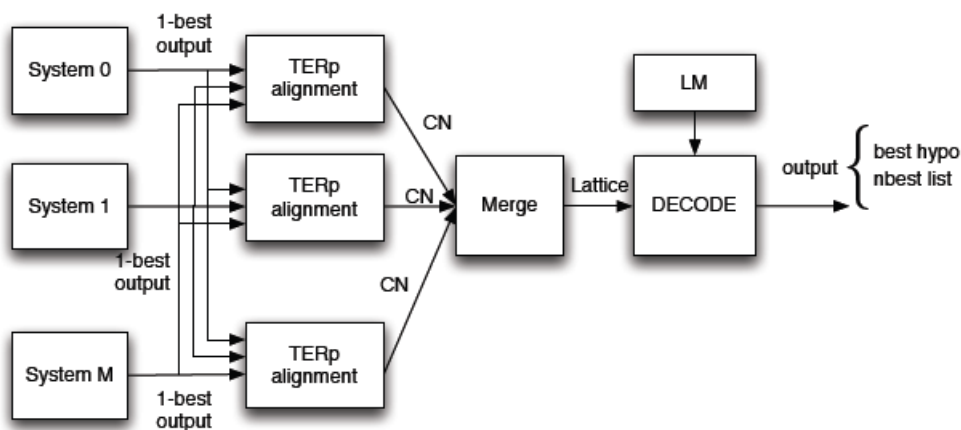 1-best
output
System 0
TERp
alignment
CN
LM
System 1
TERp
alignment
CN
Merge
Lattice
DECODE
output
best hypo
nbest list
1-best
output
CN
System M
TERp
alignment
1-best
output